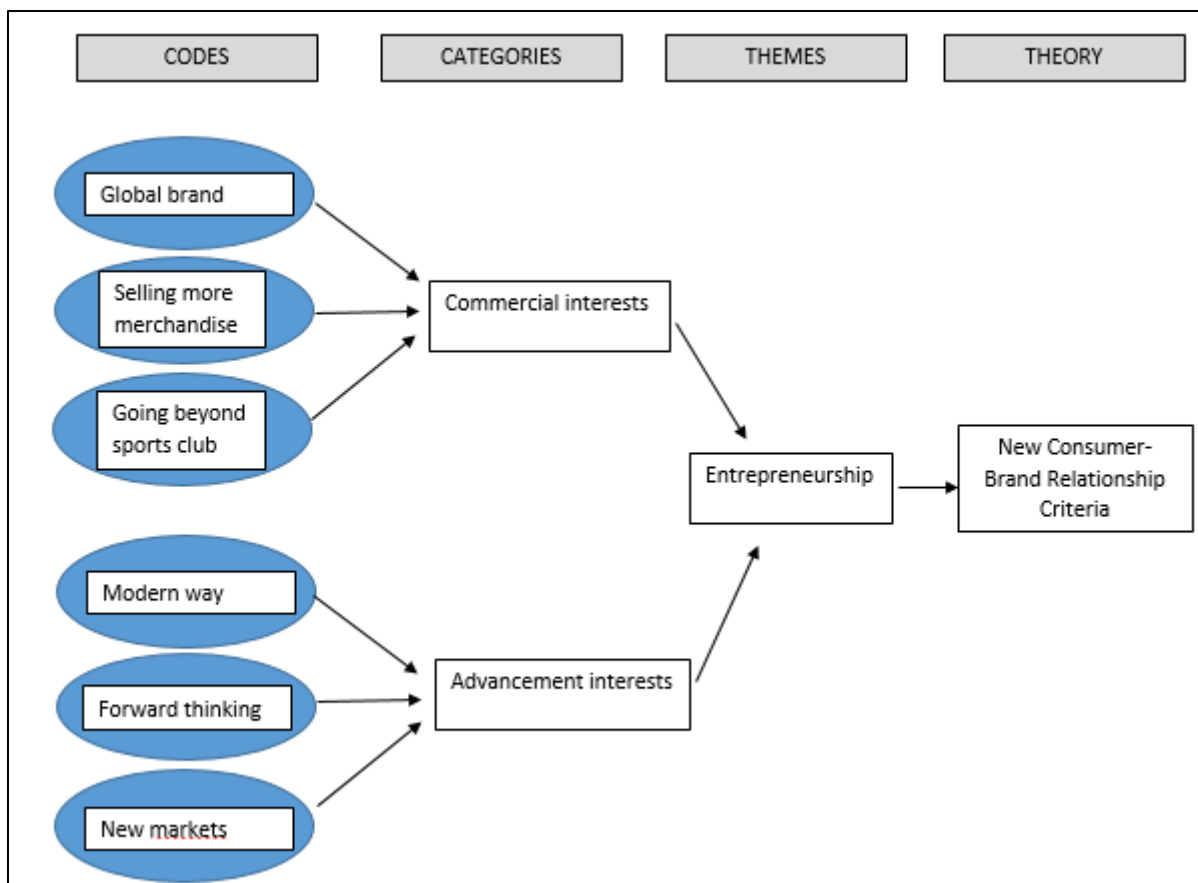 CODES
CATEGORIES
THEMES
THEORY
Global brand
Selling more
merchandise
Going beyond
sports club
Commercial interests
Entrepreneurship
New Consumer-
Brand Relationship
Criteria
Modern way
Forward thinking
New markets
Advancement interests